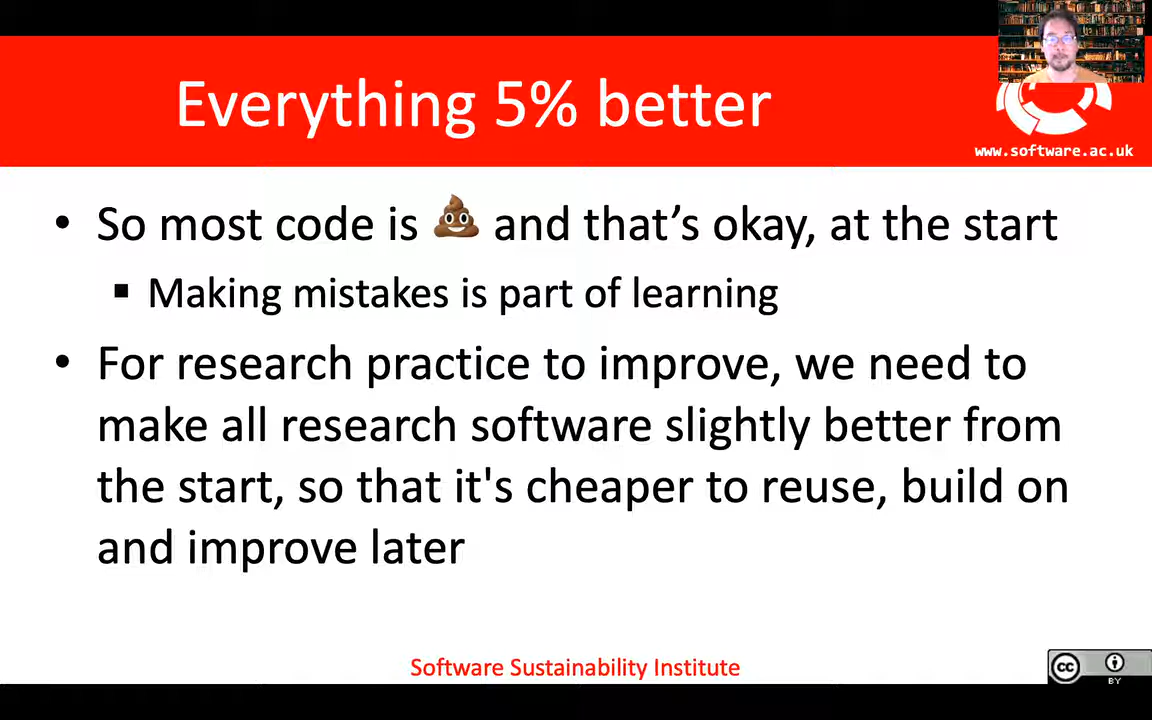 Everything 5% better
www.software.ac.uk
• So most code is 💩 and that’s okay, at the start
▪ Making mistakes is part of learning
• For research practice to improve, we need to
make all research software slightly better from
the start, so that it's cheaper to reuse, build on
and improve later
Software Sustainability Institute
cc
BY